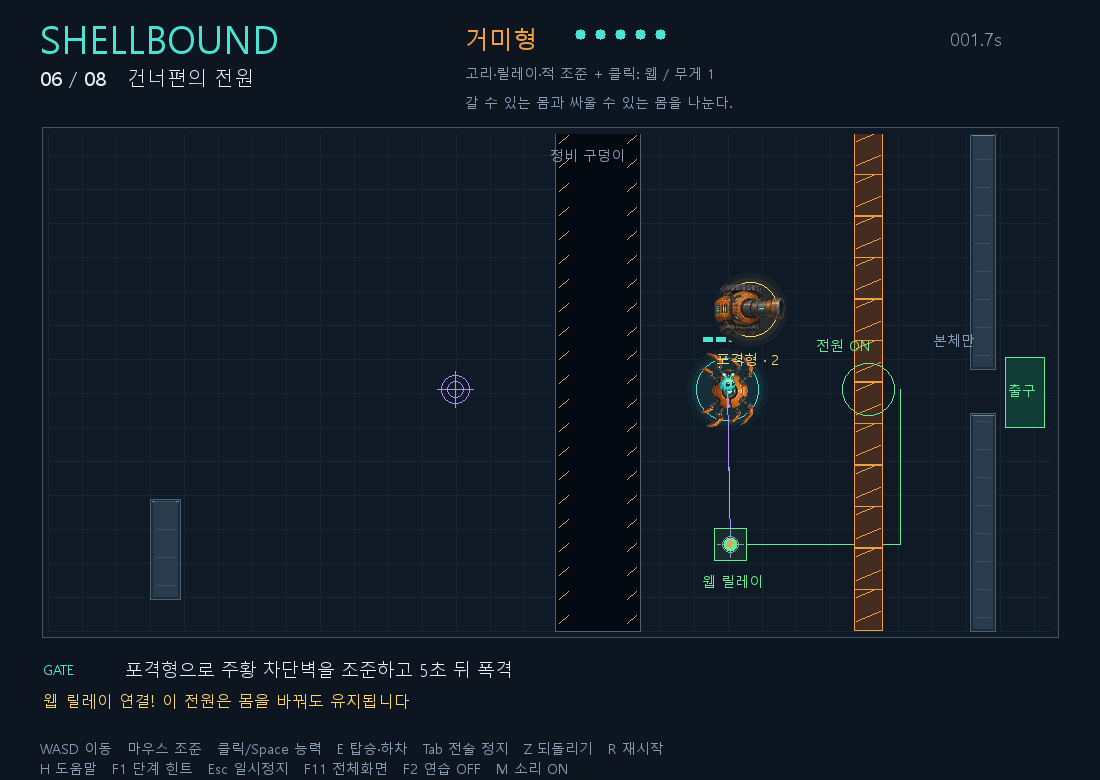 SHELLBOUND
06 / 08 건너편의 전원
거미형
고리·릴레이·적 조준 + 클릭: 웹 / 무게 1
갈 수 있는 몸과 싸울 수 있는 몸을 나눈다.
001.7s
정비 구덩이
포격형 · 2
전원 ON
본체만
출구
웹 릴레이
GATE 포격형으로 주황 차단벽을 조준하고 5초 뒤 폭격
웹 릴레이 연결! 이 전원은 몸을 바꿔도 유지됩니다
WASD 이동 마우스 조준 클릭/Space 능력 E 탑승·하차 Tab 전술 정지 Z 되돌리기 R 재시작
H 도움말 F1 단계 힌트 Esc 일시정지 F11 전체화면 F2 연습 OFF M 소리 ON